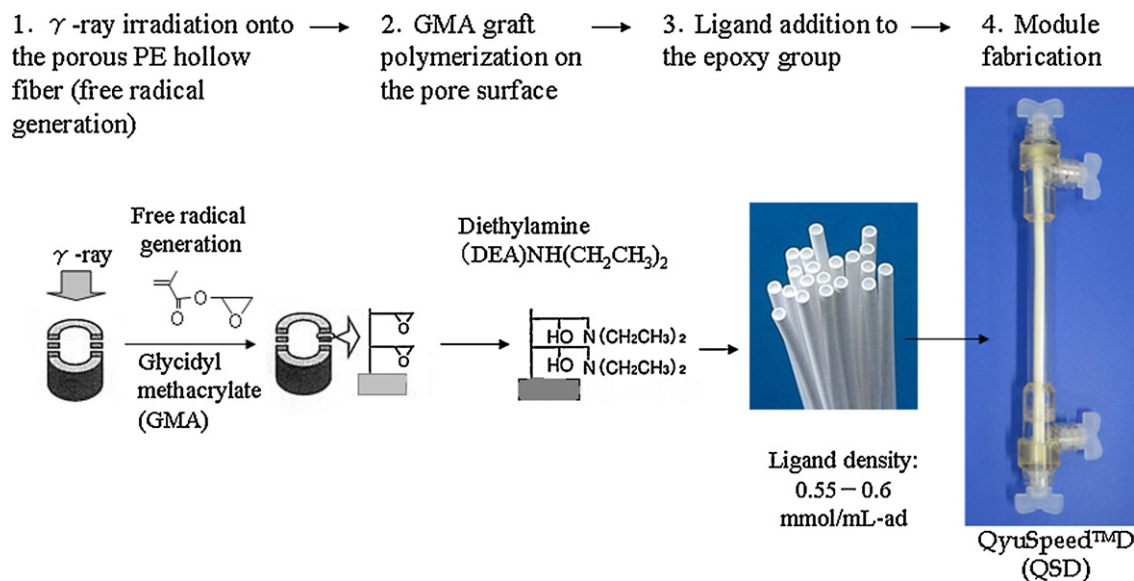 1. γ-ray irradiation onto
the porous PE hollow
fiber (free radical
generation)
2. GMA graft
polymerization on
the pore surface
3. Ligand addition to
the epoxy group
4. Module
fabrication
γ-ray
Free radical
generation
O
O
O
Glycidyl
methacrylate
(GMA)
O
O
Diethylamine
(DEA)NH(CH₂CH₃)₂
HO N(CH₂CH₃)₂
HO N(CH₂CH₃)₂
Ligand density:
0.55−0.6
mmol/mL-ad
QyuSpeed™D
(QSD)